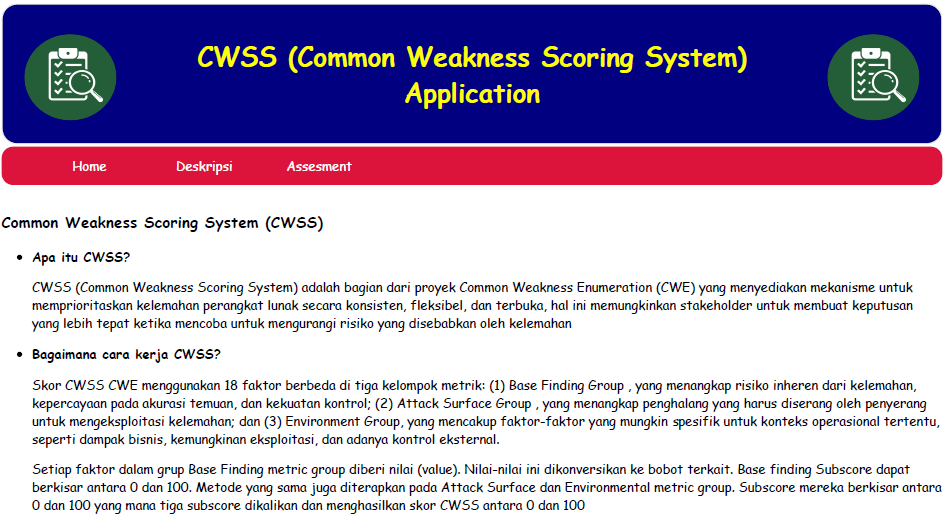 CWSS (Common Weakness Scoring System)
Application
Home Deskripsi Assesment
Common Weakness Scoring System (CWSS)
• Apa itu CWSS?
CWSS (Common Weakness Scoring System) adalah bagian dari proyek Common Weakness Enumeration (CWE) yang menyediakan mekanisme untuk
memprioritaskan kelemahan perangkat lunak secara konsisten, fleksibel, dan terbuka, hal ini memungkinkan stakeholder untuk membuat keputusan
yang lebih tepat ketika mencoba untuk mengurangi risiko yang disebabkan oleh kelemahan
• Bagaimana cara kerja CWSS?
Skor CWSS CWE menggunakan 18 faktor berbeda di tiga kelompok metrik: (1) Base Finding Group , yang menangkap risiko inheren dari kelemahan,
kepercayaan pada akurasi temuan, dan kekuatan kontrol; (2) Attack Surface Group , yang menangkap penghalang yang harus diserang oleh penyerang
untuk mengeksploitasi kelemahan; dan (3) Environment Group, yang mencakup faktor-faktor yang mungkin spesifik untuk konteks operasional tertentu,
seperti dampak bisnis, kemungkinan eksploitasi, dan adanya kontrol eksternal.
Setiap faktor dalam grup Base Finding metric group diberi nilai (value). Nilai-nilai ini dikonversikan ke bobot terkait. Base finding Subscore dapat
berkisar antara 0 dan 100. Metode yang sama juga diterapkan pada Attack Surface dan Environmental metric group. Subscore mereka berkisar antara
0 dan 100 yang mana tiga subscore dikalikan dan menghasilkan skor CWSS antara 0 dan 100